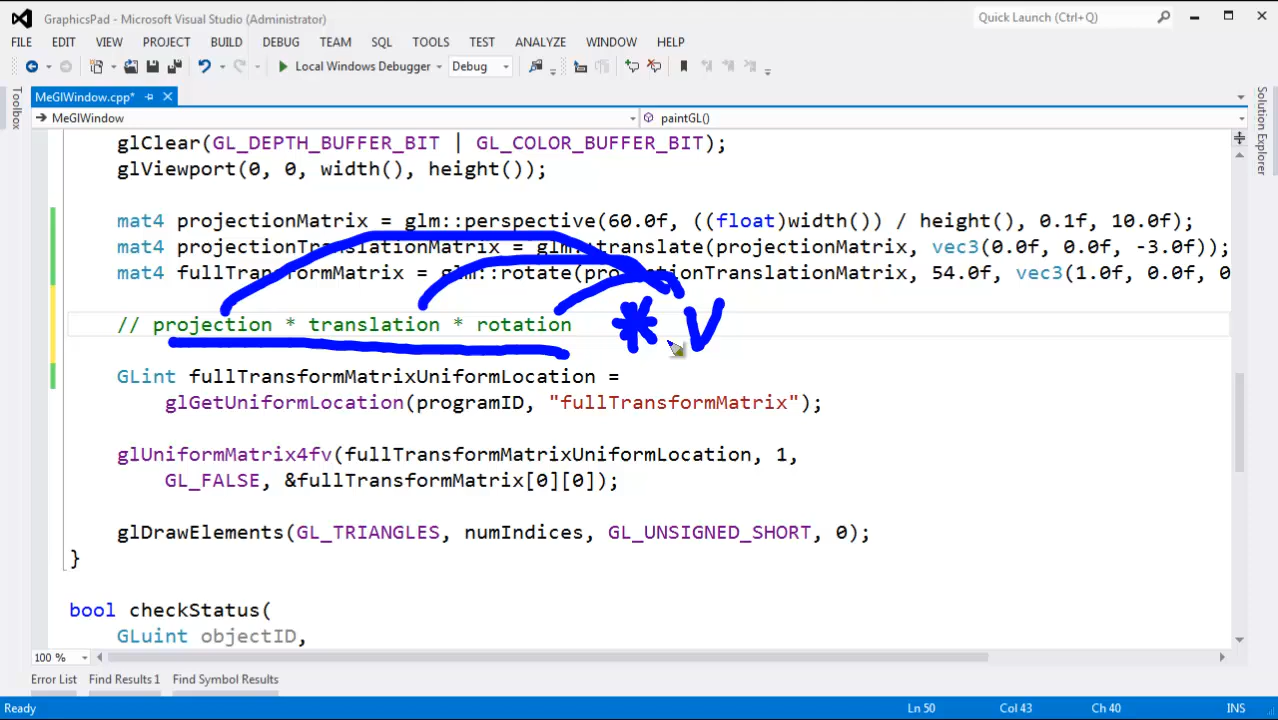 GraphicsPad - Microsoft Visual Studio (Administrator) Quick Launch (Ctrl+Q)
FILE EDIT VIEW PROJECT BUILD DEBUG TEAM SQL TOOLS TEST ANALYZE WINDOW HELP
Local Windows Debugger Debug
Toolbox
MeGlWindow.cpp*
Solution Explorer
MeGlWindow paintGL()
glClear(GL_DEPTH_BUFFER_BIT | GL_COLOR_BUFFER_BIT);
glViewport(0, 0, width(), height());
mat4 projectionMatrix = glm::perspective(60.0f, ((float)width()) / height(), 0.1f, 10.0f);
mat4 projectionTranslationMatrix = glm::translate(projectionMatrix, vec3(0.0f, 0.0f, -3.0f));
mat4 fullTransformMatrix = glm::rotate(projectionTranslationMatrix, 54.0f, vec3(1.0f, 0.0f, 0
// projection * translation * rotation * V
GLint fullTransformMatrixUniformLocation =
glGetUniformLocation(programID, "fullTransformMatrix");
glUniformMatrix4fv(fullTransformMatrixUniformLocation, 1,
GL_FALSE, &fullTransformMatrix[0][0]);
glDrawElements(GL_TRIANGLES, numIndices, GL_UNSIGNED_SHORT, 0);
}
bool checkStatus(
GLuint objectID,
100 %
Error List Find Results 1 Find Symbol Results
Ready Ln 50 Col 43 Ch 40 INS